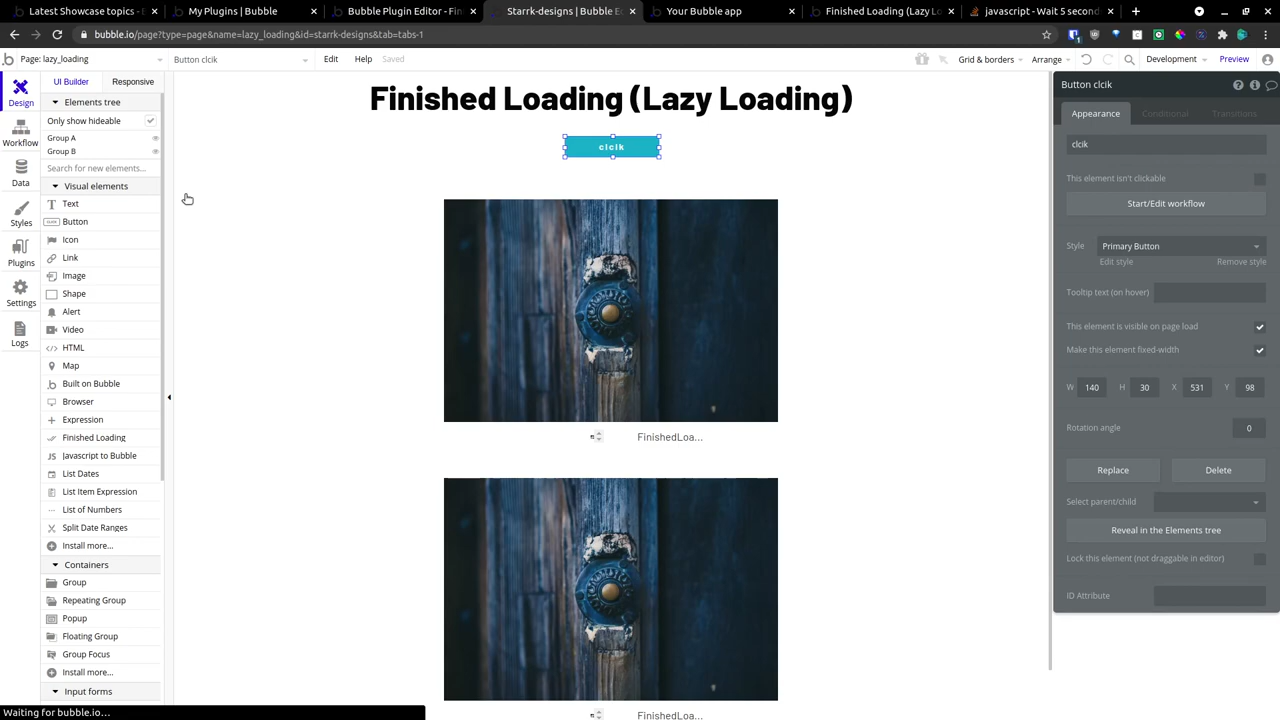 Latest Showcase topics - B
My Plugins | Bubble
Bubble Plugin Editor - Fin
Starrk-designs | Bubble E
Your Bubble app
Finished Loading (Lazy Lo
javascript - Wait 5 second
bubble.io/page?type=page&name=lazy_loading&id=starrk-designs&tab=tabs-1
Page: lazy_loading
Button clcik
Edit
Help
Saved
Grid & borders
Arrange
Development
Preview
Design
Workflow
Data
Styles
Plugins
Settings
Logs
UI Builder
Responsive
Elements tree
Only show hideable
Group A
Group B
Search for new elements...
Visual elements
Text
Button
Icon
Link
Image
Shape
Alert
Video
HTML
Map
Built on Bubble
Browser
Expression
Finished Loading
Javascript to Bubble
List Dates
List Item Expression
List of Numbers
Split Date Ranges
Install more...
Containers
Group
Repeating Group
Popup
Floating Group
Group Focus
Install more...
Input forms
Waiting for bubble.io...
Finished Loading (Lazy Loading)
clcik
FinishedLoa...
FinishedLoa...
Button clcik
Appearance
Conditional
Transitions
clcik
This element isn't clickable
Start/Edit workflow
Style
Primary Button
Edit style
Remove style
Tooltip text (on hover)
This element is visible on page load
Make this element fixed-width
W 140 H 30 X 531 Y 98
Rotation angle 0
Replace
Delete
Select parent/child
Reveal in the Elements tree
Lock this element (not draggable in editor)
ID Attribute